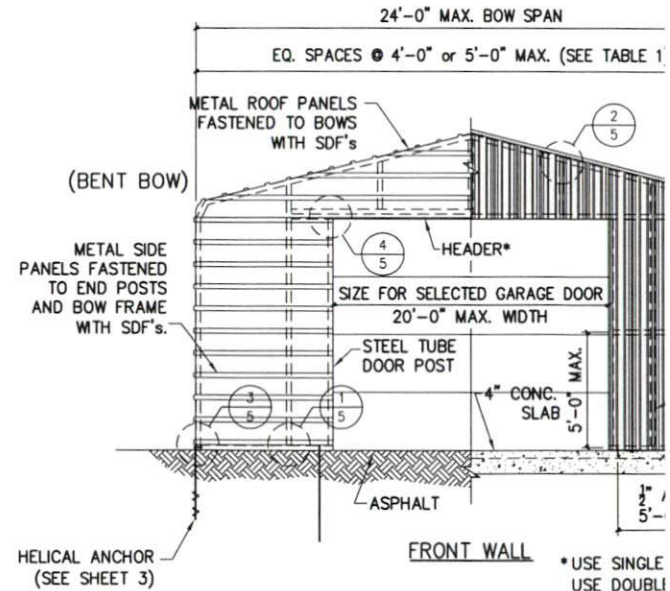 24'-0" MAX. BOW SPAN
EQ. SPACES @ 4'-0" or 5'-0" MAX. (SEE TABLE 1)
METAL ROOF PANELS
FASTENED TO BOWS
WITH SDF's
2
5
(BENT BOW)
4
5
HEADER*
METAL SIDE
PANELS FASTENED
TO END POSTS
AND BOW FRAME
WITH SDF's.
SIZE FOR SELECTED GARAGE DOOR
20'-0" MAX. WIDTH
STEEL TUBE
DOOR POST
5'-0" MAX.
4" CONC.
SLAB
3
5
1
5
ASPHALT
1/2"
5'-
HELICAL ANCHOR
(SEE SHEET 3)
FRONT WALL
*USE SINGLE
USE DOUBLE